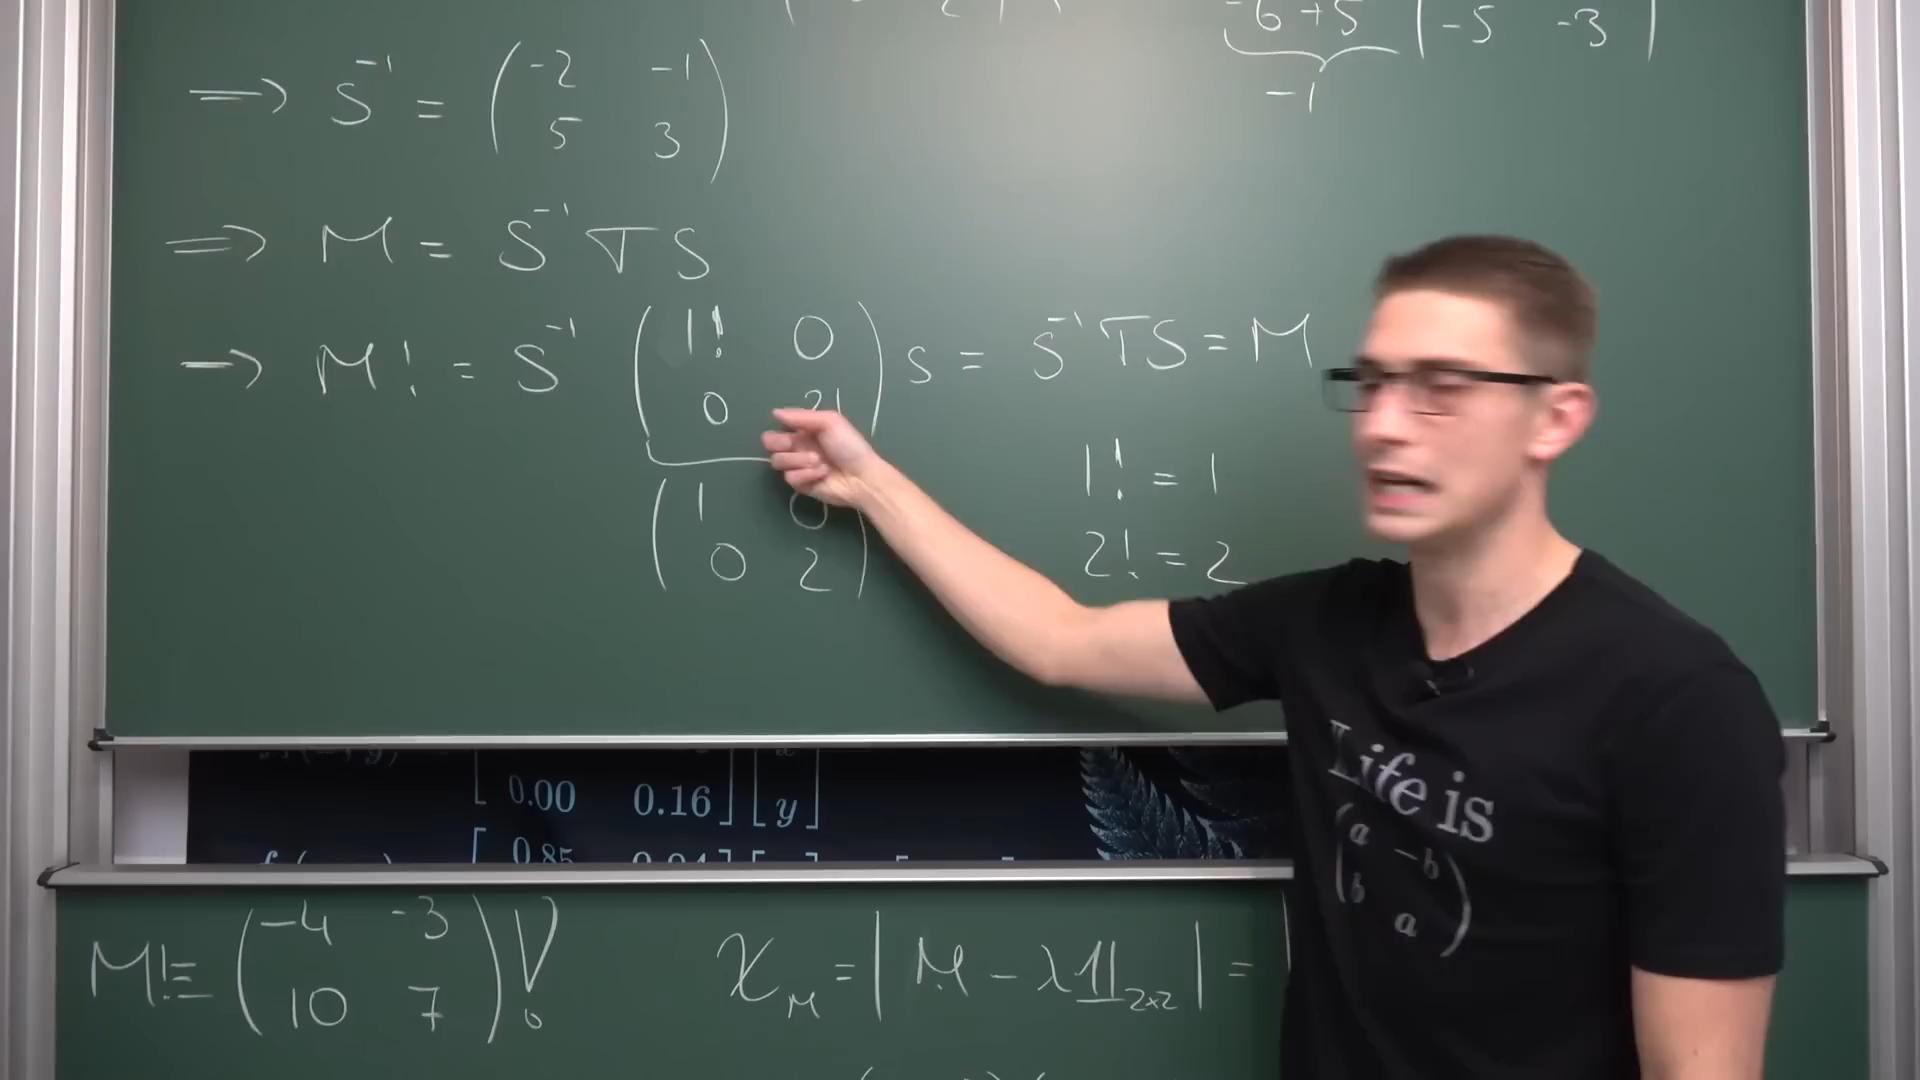 -6+5 | -5 -3 |
-1
⟹ S⁻¹ = ( -2 -1
5 3 )
⟹ M = S⁻¹ T S
→ M! = S⁻¹ ( 1! 0
0 2! ) S = S⁻¹ T S = M
( 1 0
0 2 )
1! = 1
2! = 2
Life is
( a -b
b a )
0.00 0.16 ] [ y ]
0.85
M! ≡ ( -4 -3
10 7 )
χ_M = | M - λ 𝟙_2x2 | =